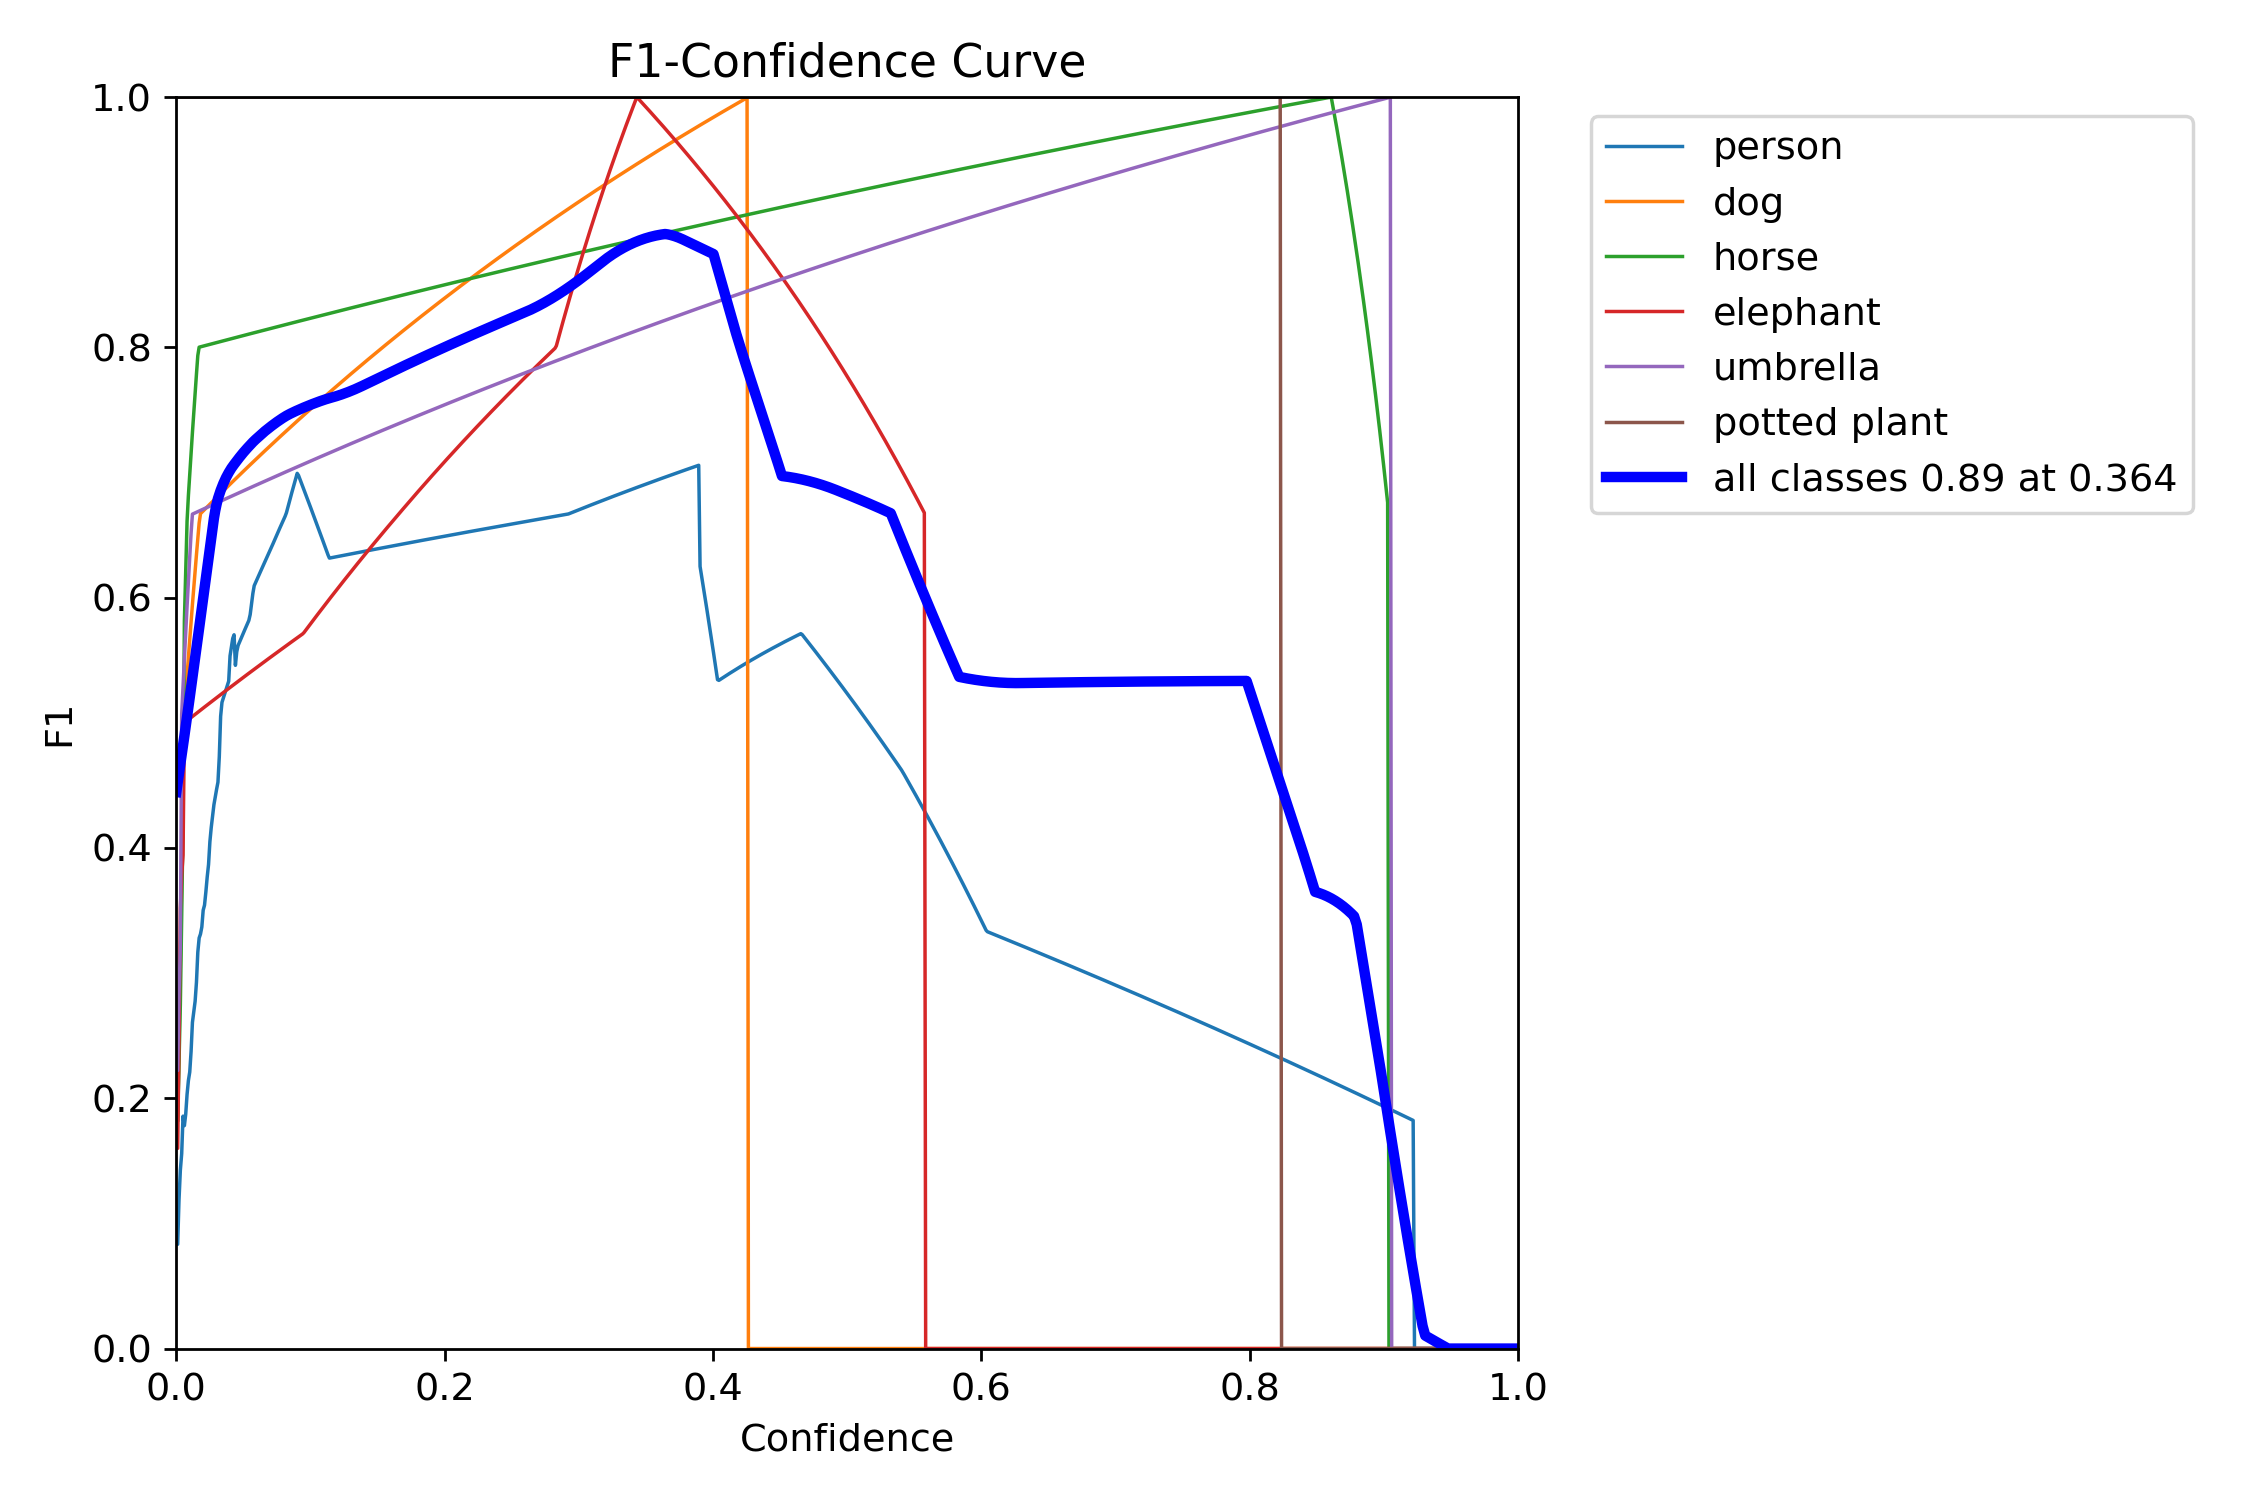 F1-Confidence Curve
1.0
0.8
0.6
0.4
0.2
0.0
F1
0.0 0.2 0.4 0.6 0.8 1.0
Confidence
person
dog
horse
elephant
umbrella
potted plant
all classes 0.89 at 0.364